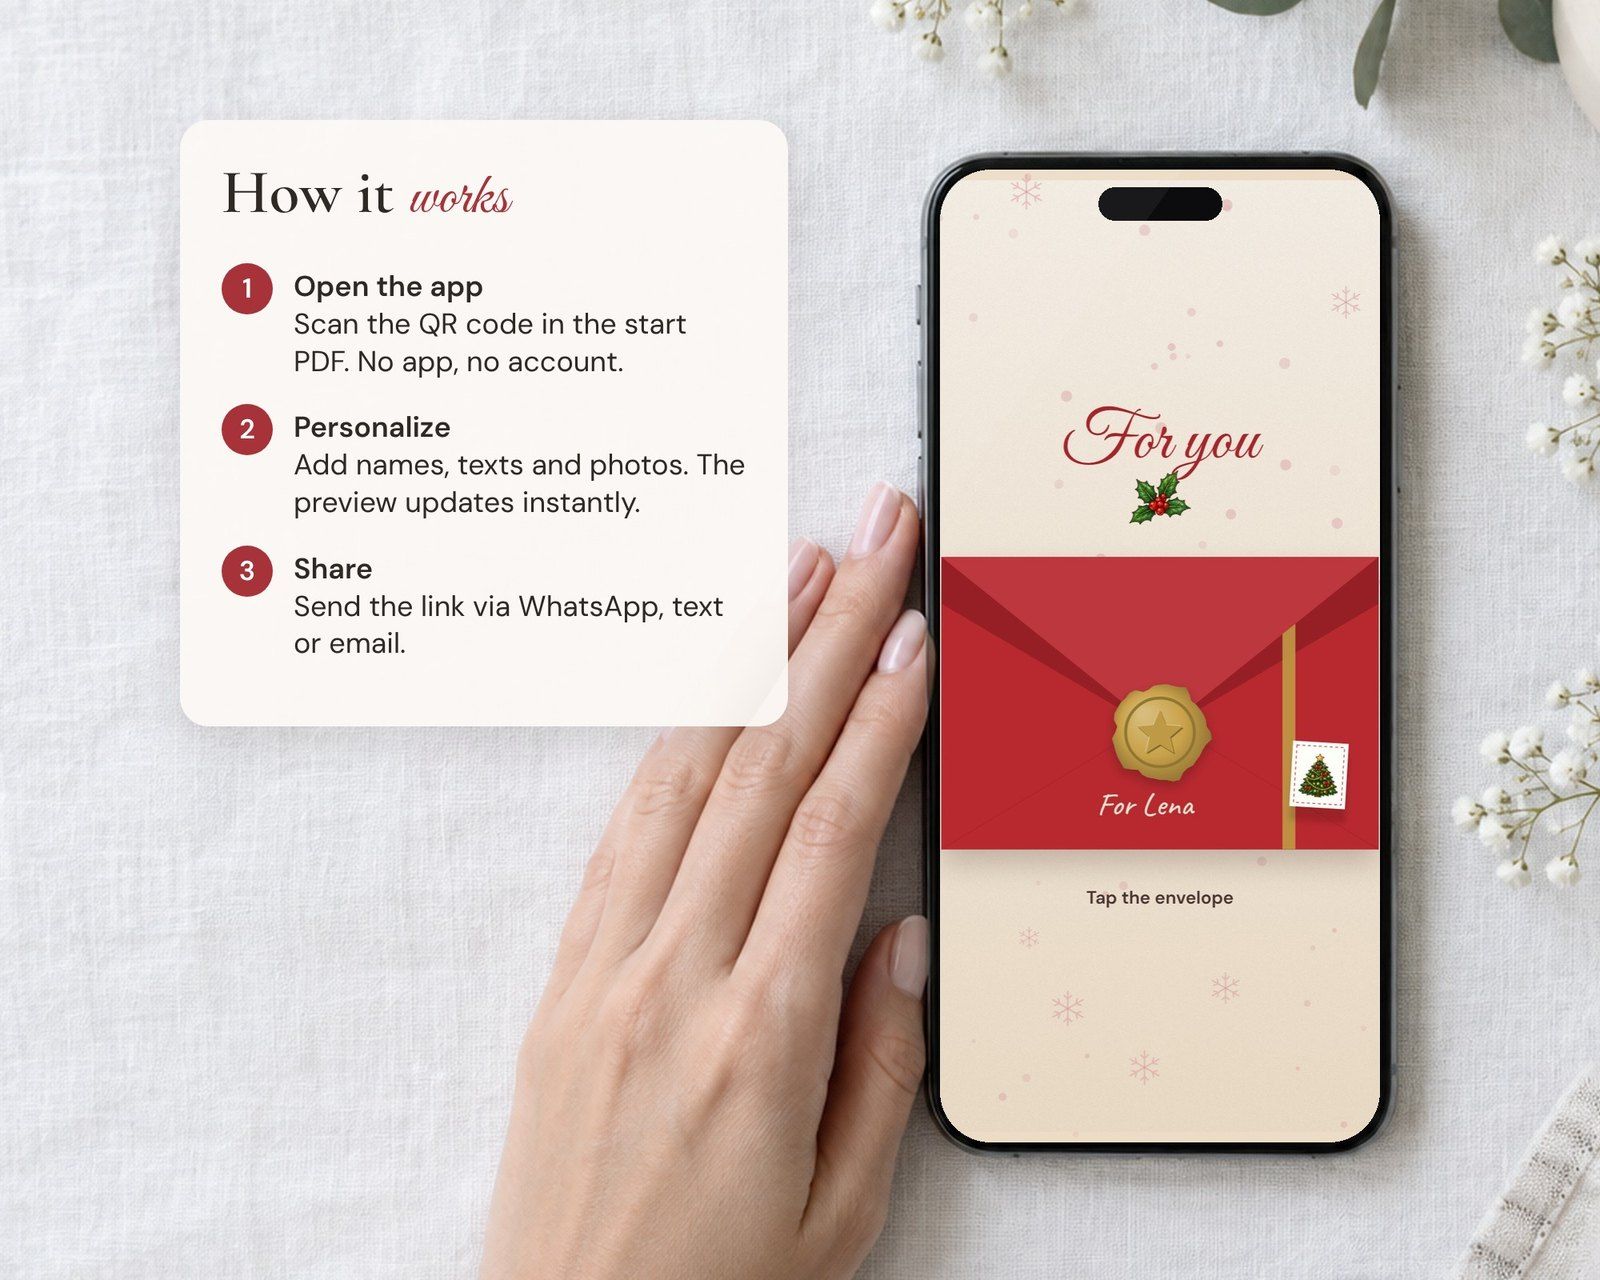 How it works
1
Open the app
Scan the QR code in the start
PDF. No app, no account.
2
Personalize
Add names, texts and photos. The
preview updates instantly.
3
Share
Send the link via WhatsApp, text
or email.
For you
For Lena
Tap the envelope